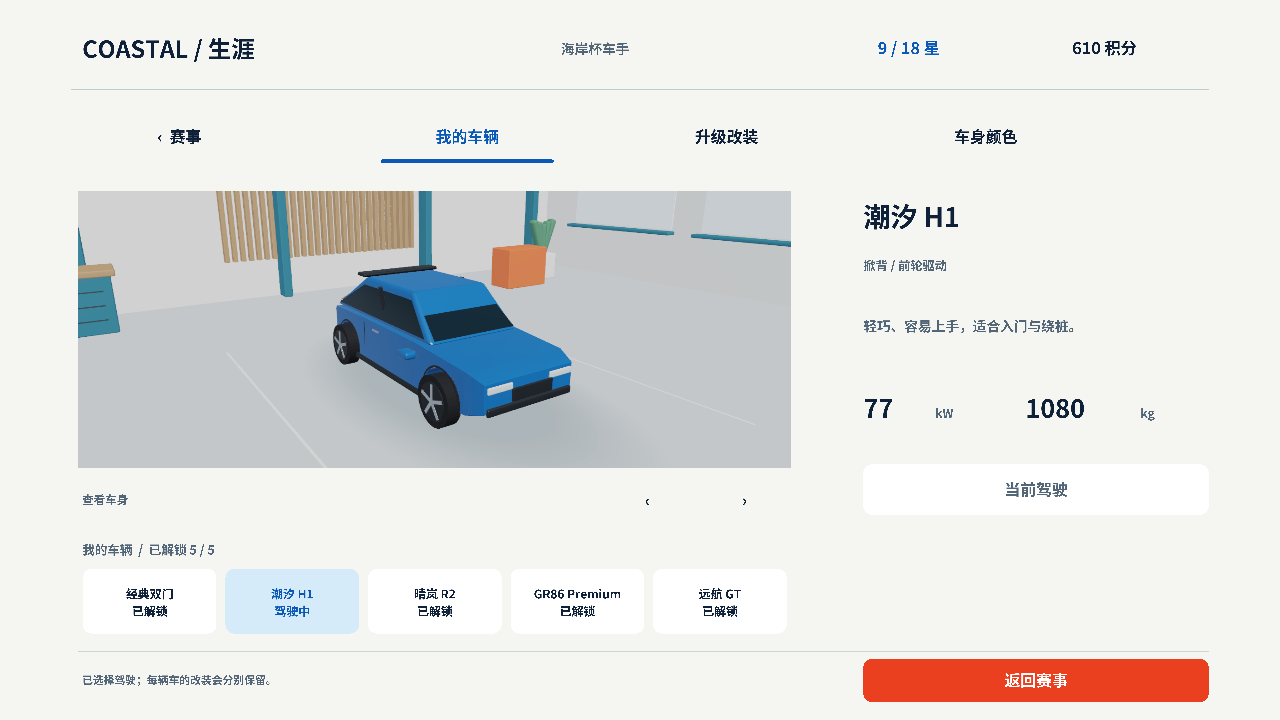 COASTAL / 生涯
海岸杯车手
9 / 18 星
610 积分
‹ 赛事
我的车辆
升级改装
车身颜色
潮汐 H1
掀背 / 前轮驱动
轻巧、容易上手，适合入门与绕桩。
77 kW
1080 kg
当前驾驶
查看车身
‹ ›
我的车辆 / 已解锁 5 / 5
经典双门
已解锁
潮汐 H1
驾驶中
晴岚 R2
已解锁
GR86 Premium
已解锁
远航 GT
已解锁
已选择驾驶；每辆车的改装会分别保留。
返回赛事